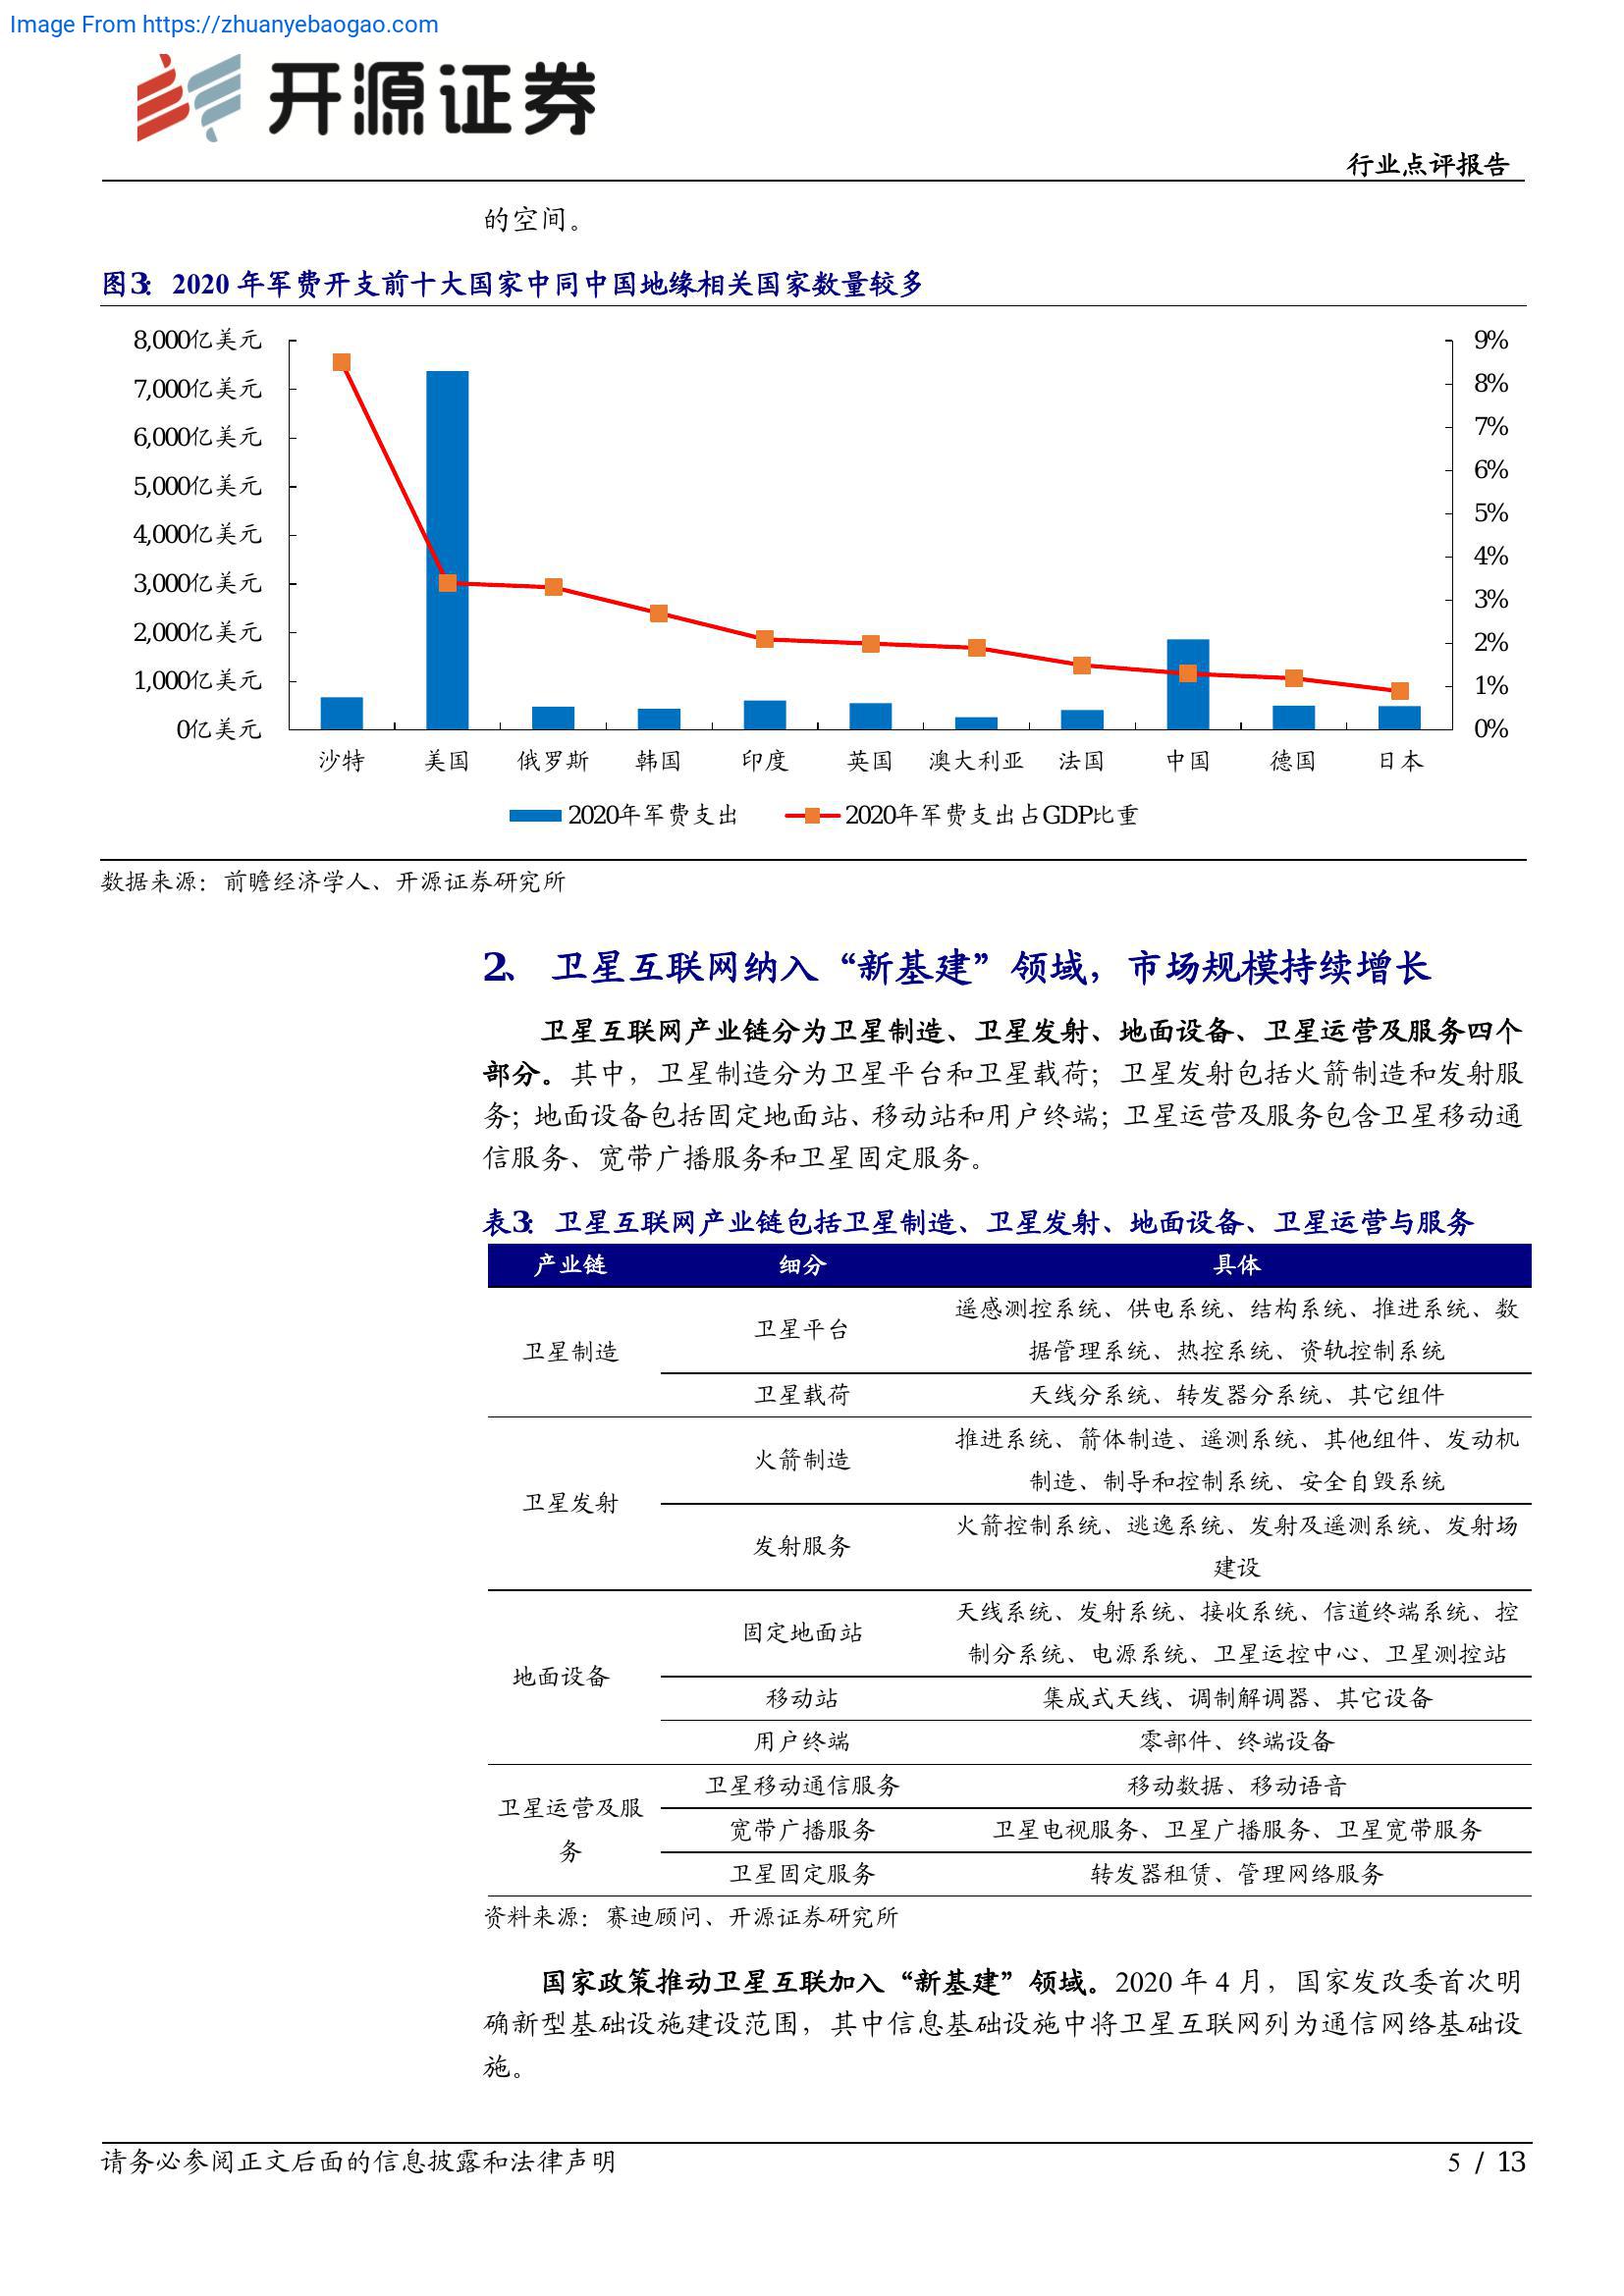 Image From https://zhuanyebaogao.com
开源证券
行业点评报告
的空间。
图3: 2020 年军费开支前十大国家中同中国地缘相关国家数量较多
8,000亿美元
7,000亿美元
6,000亿美元
5,000亿美元
4,000亿美元
3,000亿美元
2,000亿美元
1,000亿美元
0亿美元
9%
8%
7%
6%
5%
4%
3%
2%
1%
0%
沙特 美国 俄罗斯 韩国 印度 英国 澳大利亚 法国 中国 德国 日本
2020年军费支出 2020年军费支出占GDP比重
数据来源：前瞻经济学人、开源证券研究所
2、 卫星互联网纳入“新基建”领域，市场规模持续增长
卫星互联网产业链分为卫星制造、卫星发射、地面设备、卫星运营及服务四个
部分。其中，卫星制造分为卫星平台和卫星载荷；卫星发射包括火箭制造和发射服
务；地面设备包括固定地面站、移动站和用户终端；卫星运营及服务包含卫星移动通
信服务、宽带广播服务和卫星固定服务。
表3: 卫星互联网产业链包括卫星制造、卫星发射、地面设备、卫星运营与服务
产业链 细分 具体
卫星制造
卫星平台
遥感测控系统、供电系统、结构系统、推进系统、数
据管理系统、热控系统、资轨控制系统
卫星载荷 天线分系统、转发器分系统、其它组件
卫星发射
火箭制造
推进系统、箭体制造、遥测系统、其他组件、发动机
制造、制导和控制系统、安全自毁系统
发射服务
火箭控制系统、逃逸系统、发射及遥测系统、发射场
建设
地面设备
固定地面站
天线系统、发射系统、接收系统、信道终端系统、控
制分系统、电源系统、卫星运控中心、卫星测控站
移动站 集成式天线、调制解调器、其它设备
用户终端 零部件、终端设备
卫星运营及服
务
卫星移动通信服务 移动数据、移动语音
宽带广播服务 卫星电视服务、卫星广播服务、卫星宽带服务
卫星固定服务 转发器租赁、管理网络服务
资料来源：赛迪顾问、开源证券研究所
国家政策推动卫星互联加入“新基建”领域。2020 年 4 月，国家发改委首次明
确新型基础设施建设范围，其中信息基础设施中将卫星互联网列为通信网络基础设
施。
请务必参阅正文后面的信息披露和法律声明
5 / 13